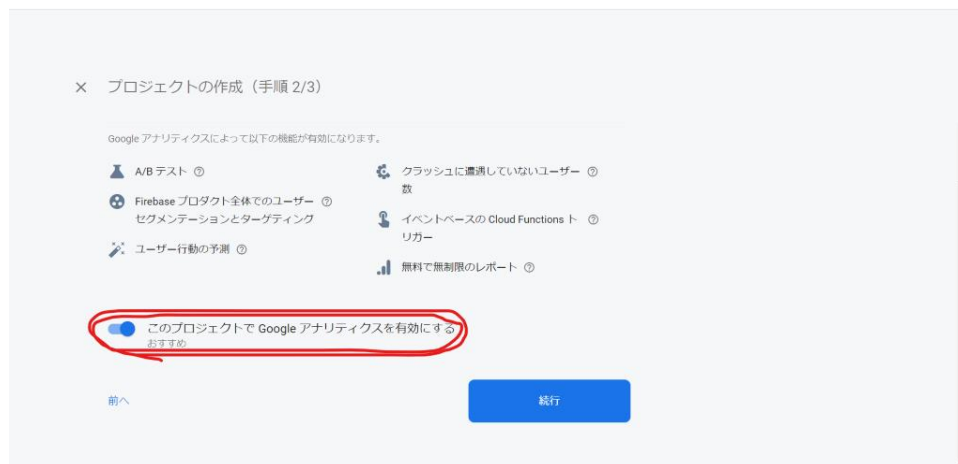 プロジェクトの作成（手順 2/3）
Google アナリティクスによって以下の機能が有効になります。
A/B テスト
Firebase プロダクト全体でのユーザー
セグメンテーションとターゲティング
ユーザー行動の予測
クラッシュに遭遇していないユーザー
数
イベントベースの Cloud Functions ト
リガー
無料で無制限のレポート
このプロジェクトで Google アナリティクスを有効にする
おすすめ
前へ
続行